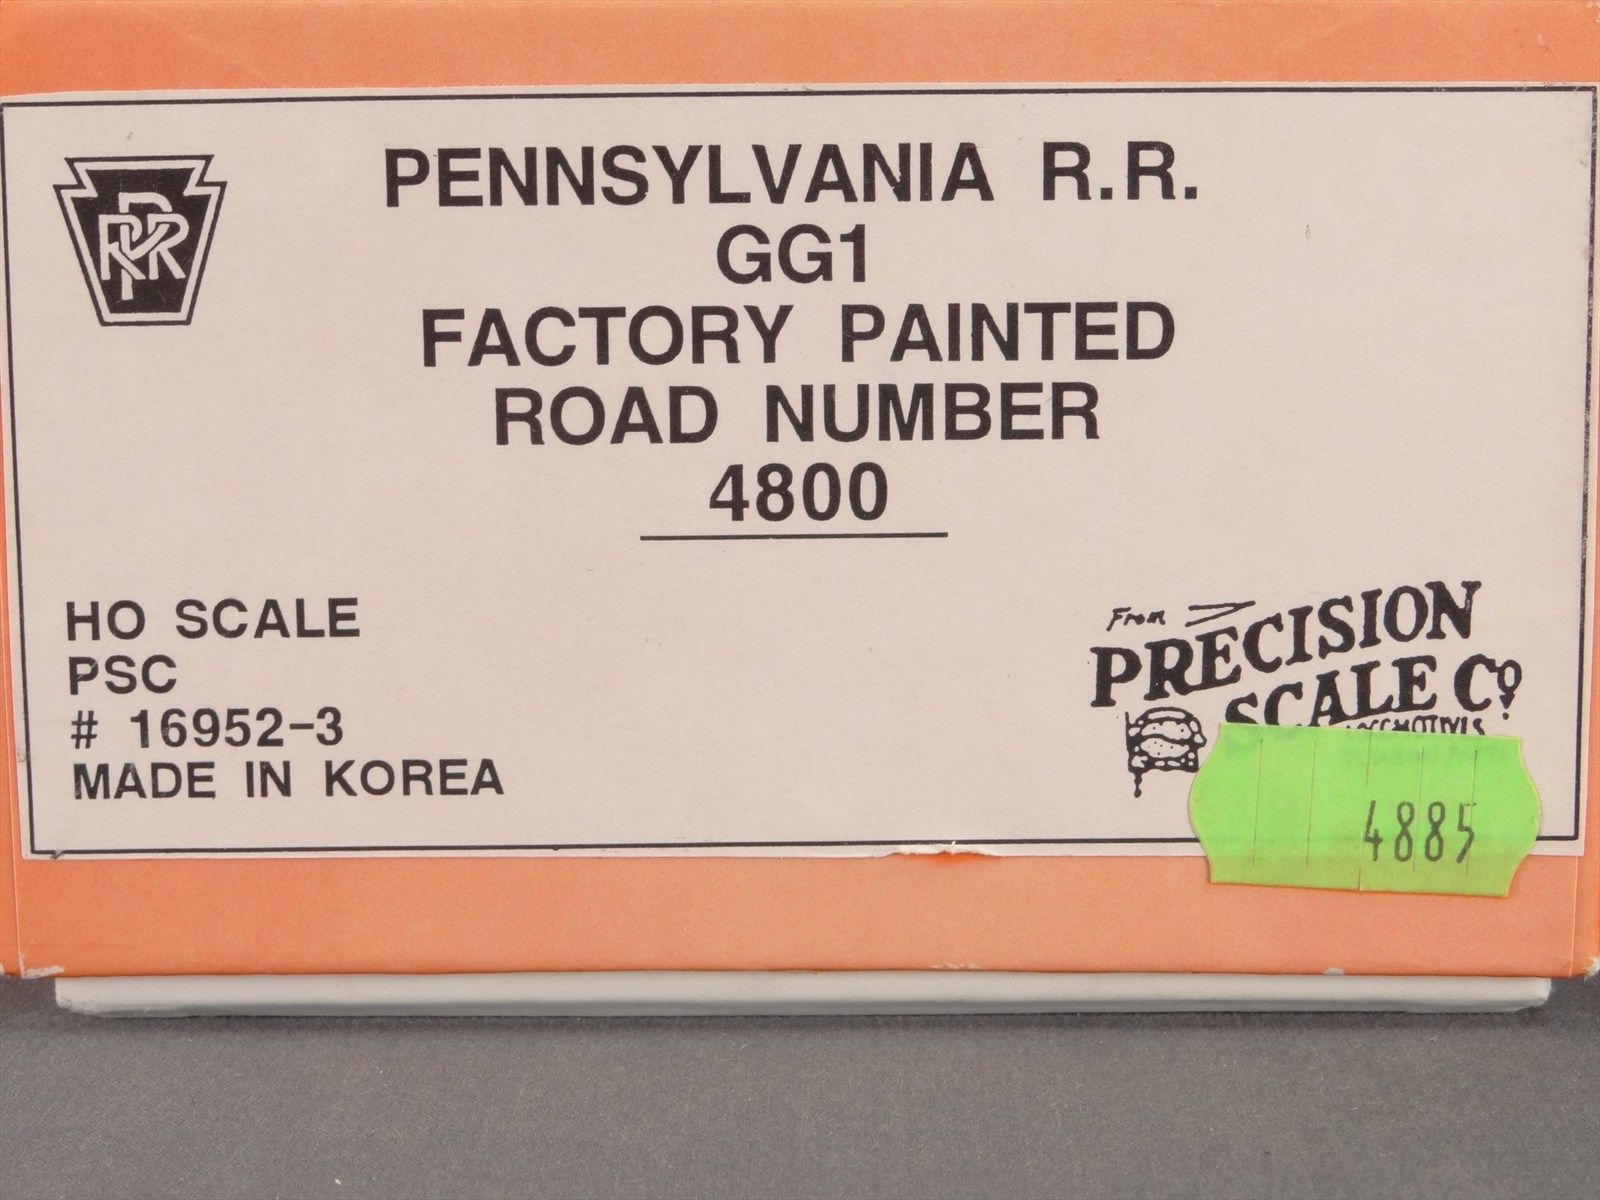 PRR
PENNSYLVANIA R.R.
GG1
FACTORY PAINTED
ROAD NUMBER
4800
HO SCALE
PSC
# 16952-3
MADE IN KOREA
From
PRECISION
SCALE Co
4885